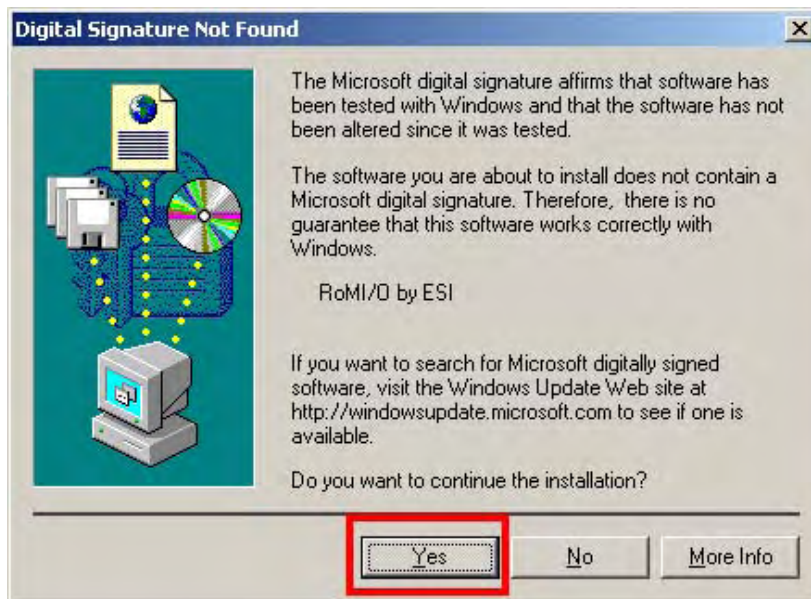 Digital Signature Not Found
The Microsoft digital signature affirms that software has
been tested with Windows and that the software has not
been altered since it was tested.
The software you are about to install does not contain a
Microsoft digital signature. Therefore, there is no
guarantee that this software works correctly with
Windows.
RoMI/O by ESI
If you want to search for Microsoft digitally signed
software, visit the Windows Update Web site at
http://windowsupdate.microsoft.com to see if one is
available.
Do you want to continue the installation?
Yes No More Info